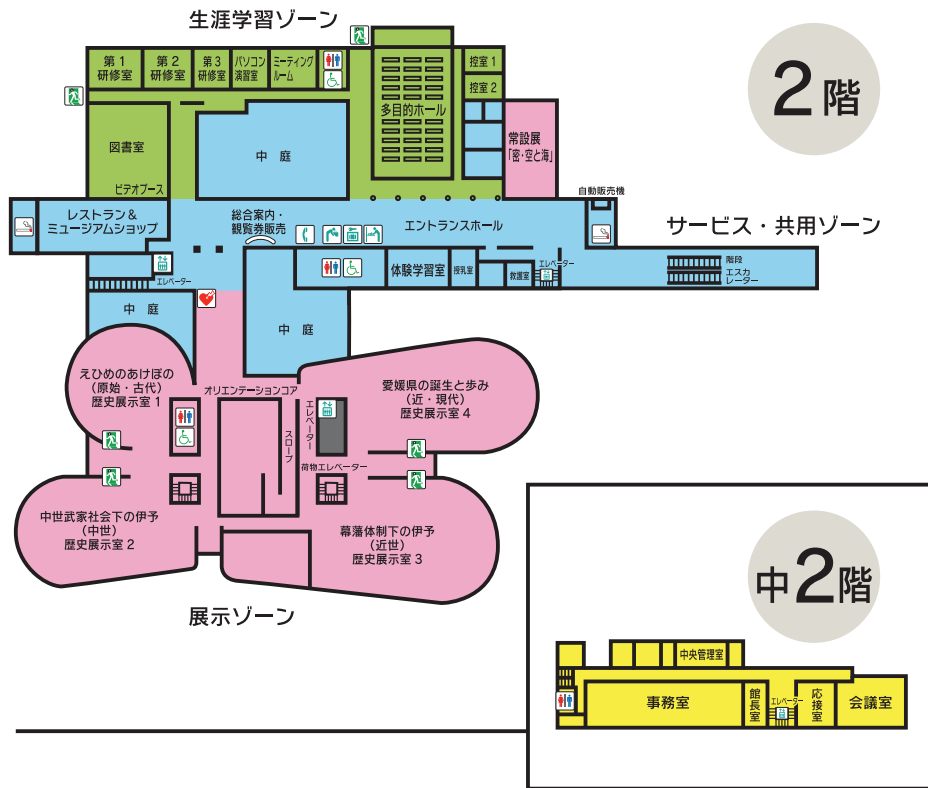 生涯学習ゾーン
2階
第1
研修室
第2
研修室
第3
研修室
パソコン
演習室
ミーティング
ルーム
控室1
控室2
多目的ホール
常設展
「密・空と海」
図書室
ビデオブース
中 庭
自動販売機
レストラン&
ミュージアムショップ
総合案内・
観覧券販売
エントランスホール
サービス・共用ゾーン
体験学習室
授乳室
救護室
エレベーター
階段
エスカ
レーター
エレベーター
中 庭
中 庭
えひめのあけぼの
(原始・古代)
歴史展示室1
オリエンテーションコア
エレベーター
スロープ
荷物エレベーター
愛媛県の誕生と歩み
(近・現代)
歴史展示室4
中世武家社会下の伊予
(中世)
歴史展示室2
幕藩体制下の伊予
(近世)
歴史展示室3
展示ゾーン
中2階
中央管理室
事務室
館長室
エレベーター
応接室
会議室